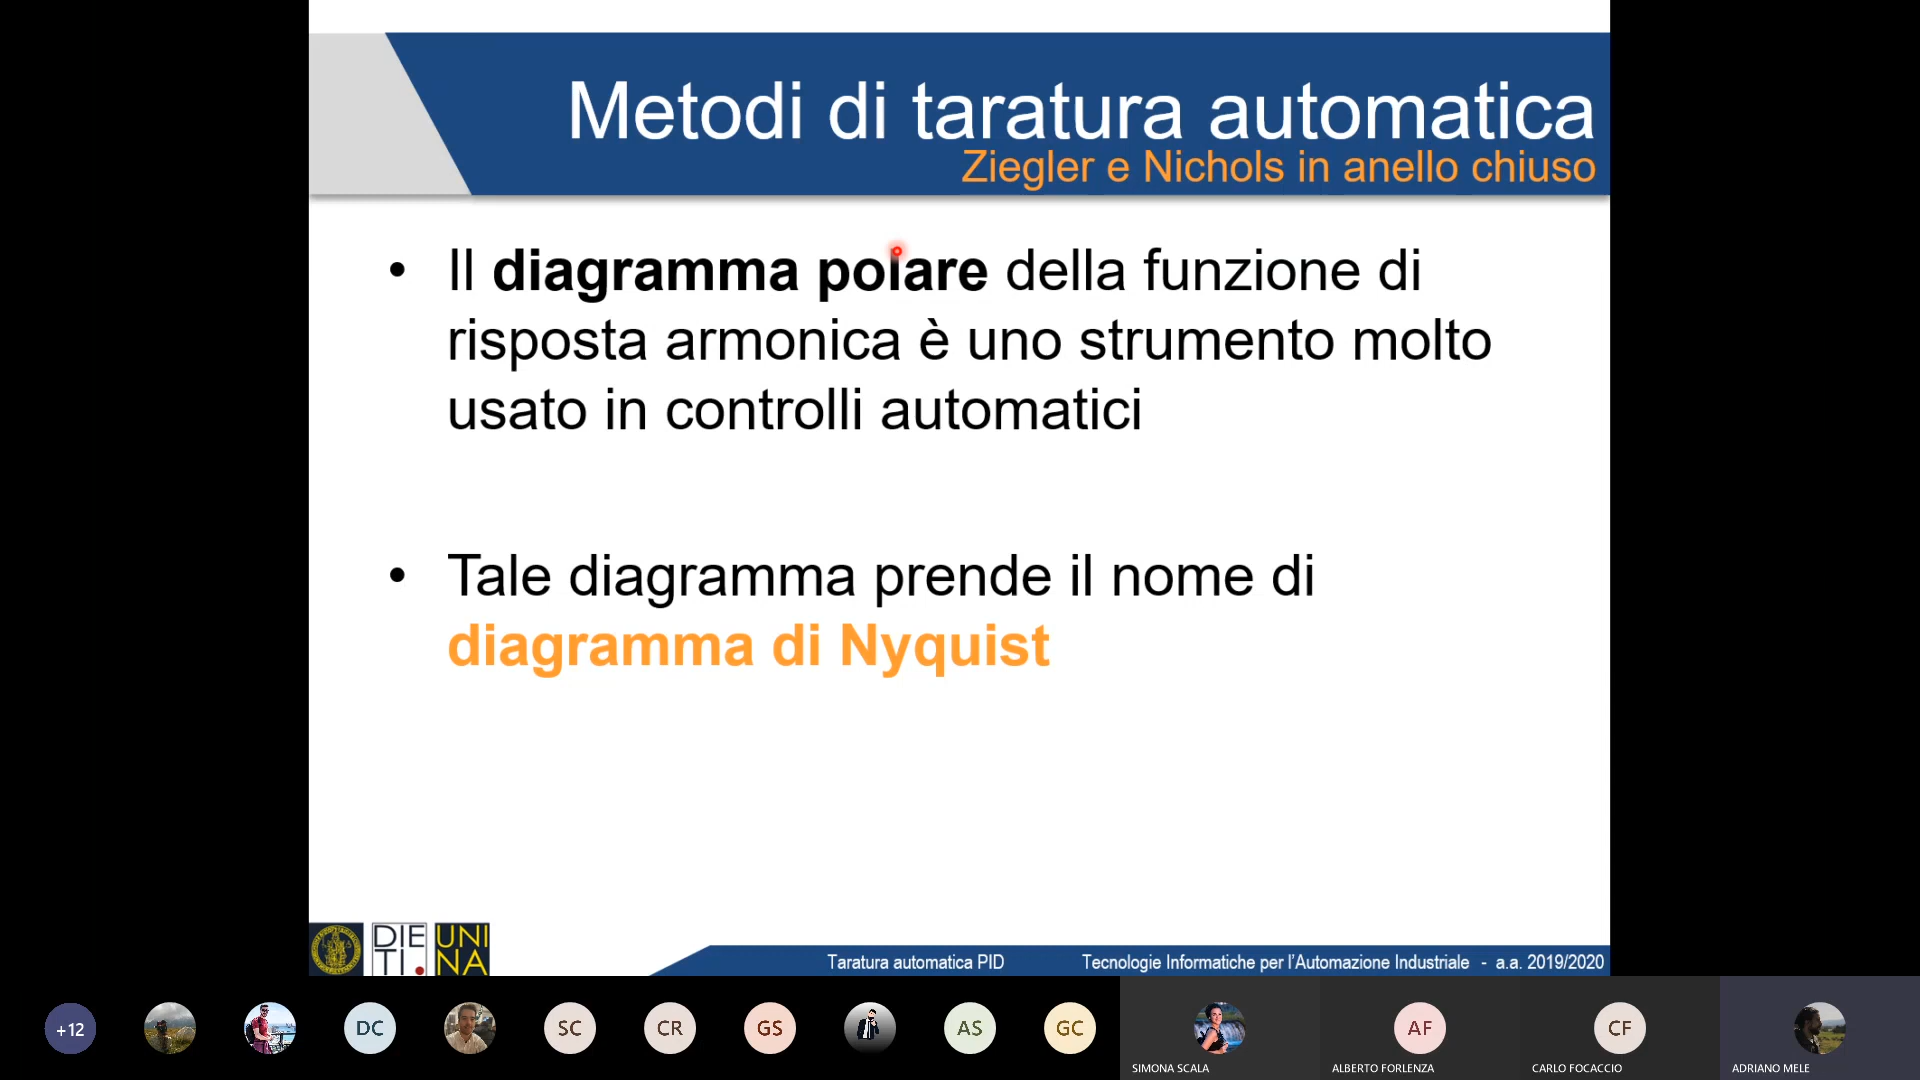 Metodi di taratura automatica
Ziegler e Nichols in anello chiuso
• Il diagramma polare della funzione di
risposta armonica è uno strumento molto
usato in controlli automatici
• Tale diagramma prende il nome di
diagramma di Nyquist
DIE
TI.
UNI
NA
Taratura automatica PID
Tecnologie Informatiche per l'Automazione Industriale - a.a. 2019/2020
+12
DC
SC
CR
GS
AS
GC
AF
CF
SIMONA SCALA
ALBERTO FORLENZA
CARLO FOCACCIO
ADRIANO MELE